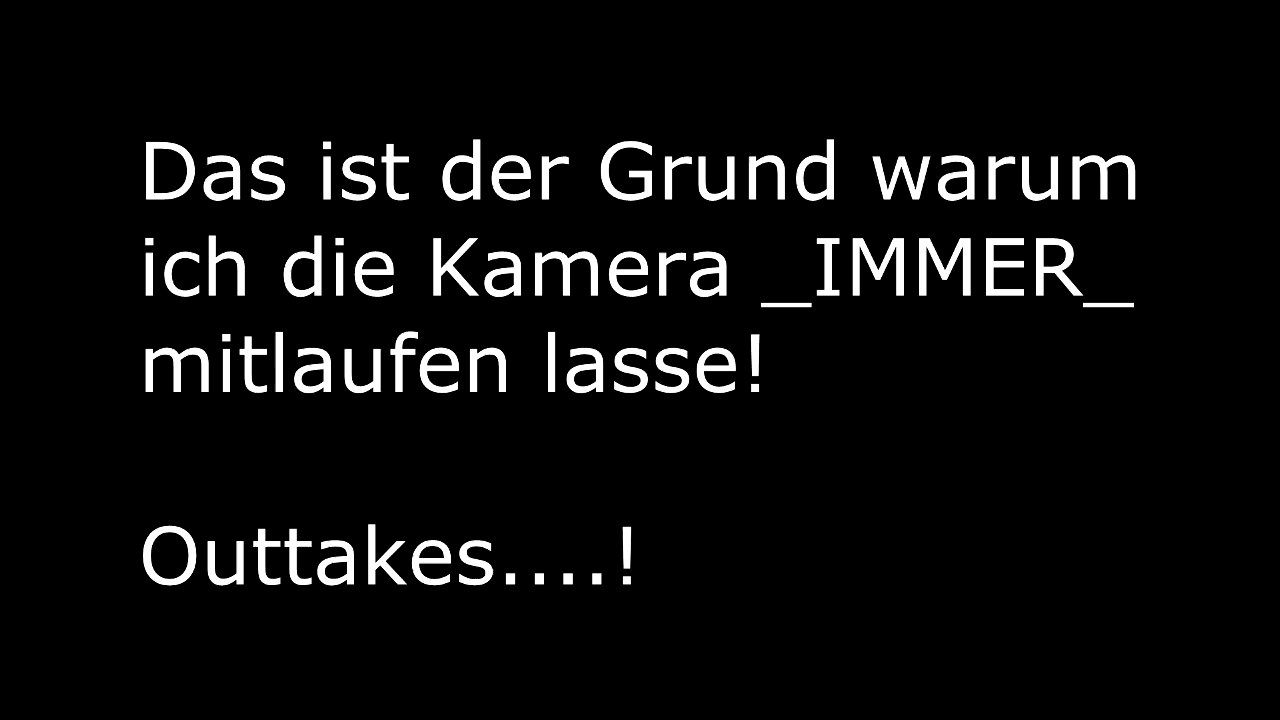 Das ist der Grund warum
ich die Kamera _IMMER_
mitlaufen lasse!
Outtakes....!